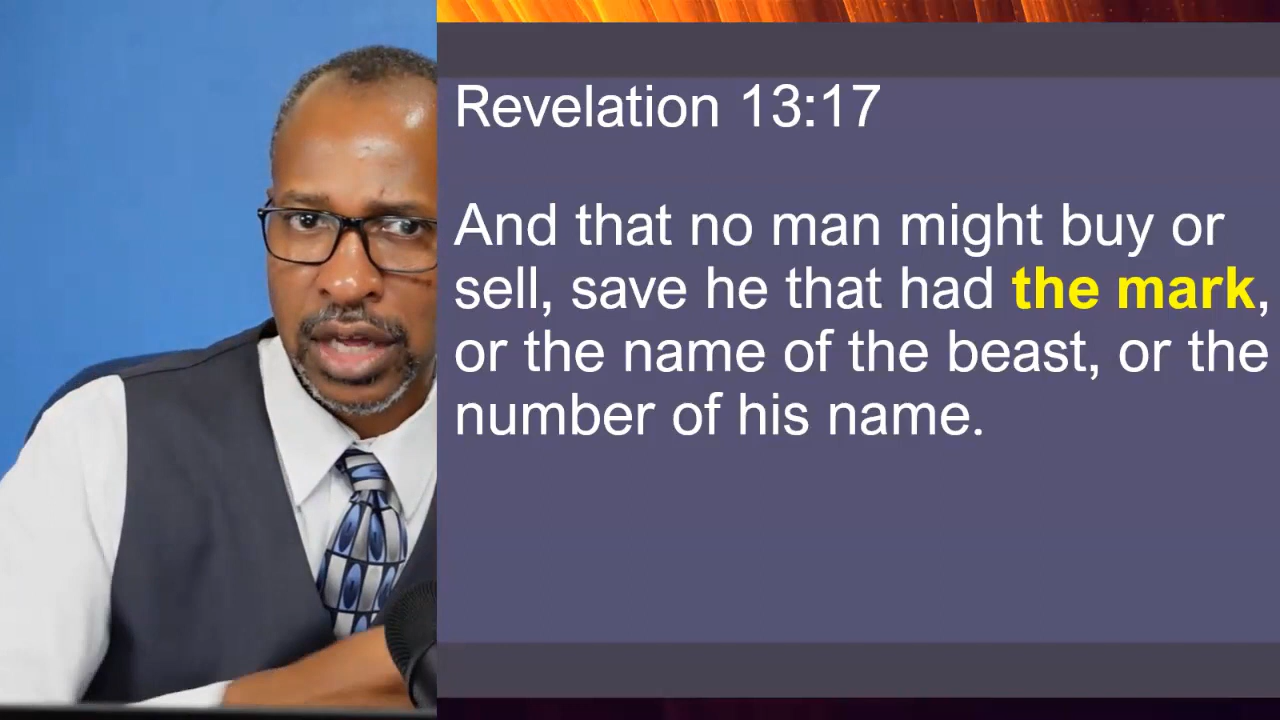 Revelation 13:17
And that no man might buy or
sell, save he that had the mark,
or the name of the beast, or the
number of his name.